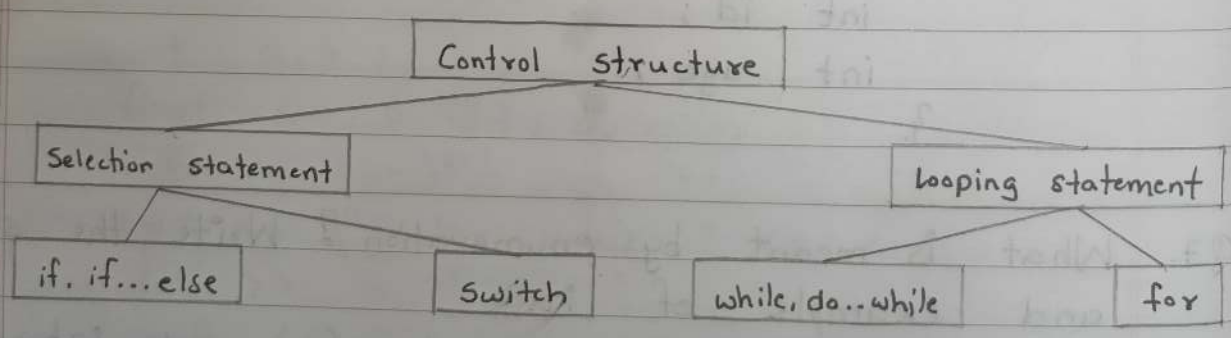 Control structure
Selection statement
Looping statement
if, if...else
switch
while, do..while
for